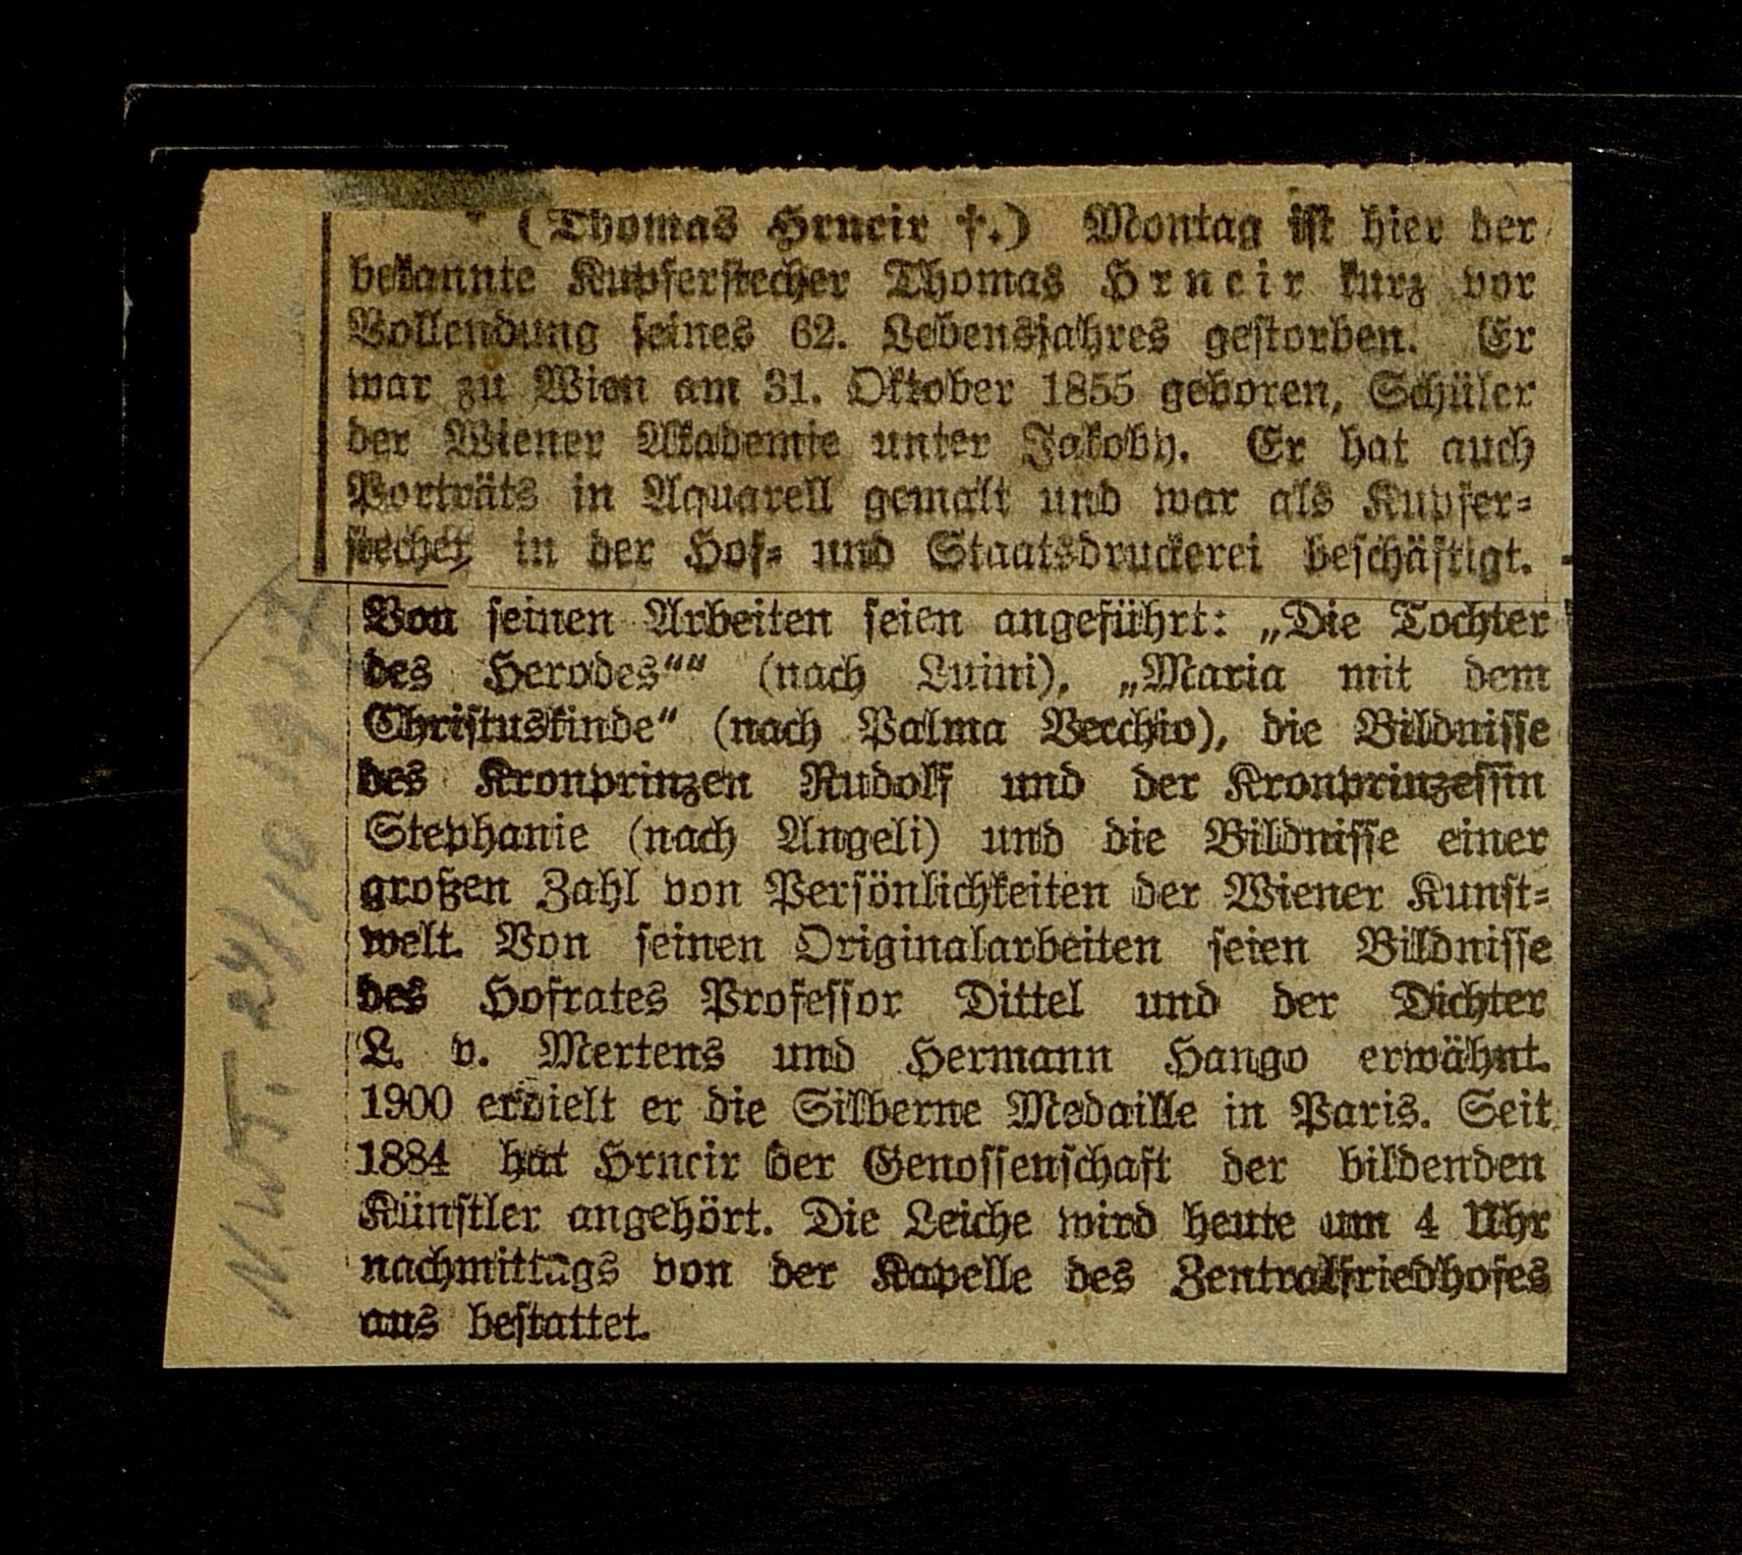 * (Thomas Hrncir †.) Montag ist hier der
bekannte Kupferstecher Thomas Hrncir kurz vor
Vollendung seines 62. Lebensjahres gestorben. Er
war zu Wien am 31. Oktober 1855 geboren, Schüler
der Wiener Akademie unter Jakoby. Er hat auch
Porträts in Aquarell gemalt und war als Kupfer-
stecher in der Hof- und Staatsdruckerei beschäftigt.
Von seinen Arbeiten seien angeführt: „Die Tochter
des Herodes““ (nach Luini), „Maria mit dem
Christuskinde“ (nach Palma Vecchio), die Bildnisse
des Kronprinzen Rudolf und der Kronprinzessin
Stephanie (nach Angeli) und die Bildnisse einer
großen Zahl von Persönlichkeiten der Wiener Kunst-
welt. Von seinen Originalarbeiten seien Bildnisse
des Hofrates Professor Dittel und der Dichter
L. v. Mertens und Hermann Hango erwähnt.
1900 erhielt er die Silberne Medaille in Paris. Seit
1884 hat Hrncir der Genossenschaft der bildenden
Künstler angehört. Die Leiche wird heute um 4 Uhr
nachmittags von der Kapelle des Zentralfriedhofes
aus bestattet.
N.W.T. 24/10 1917